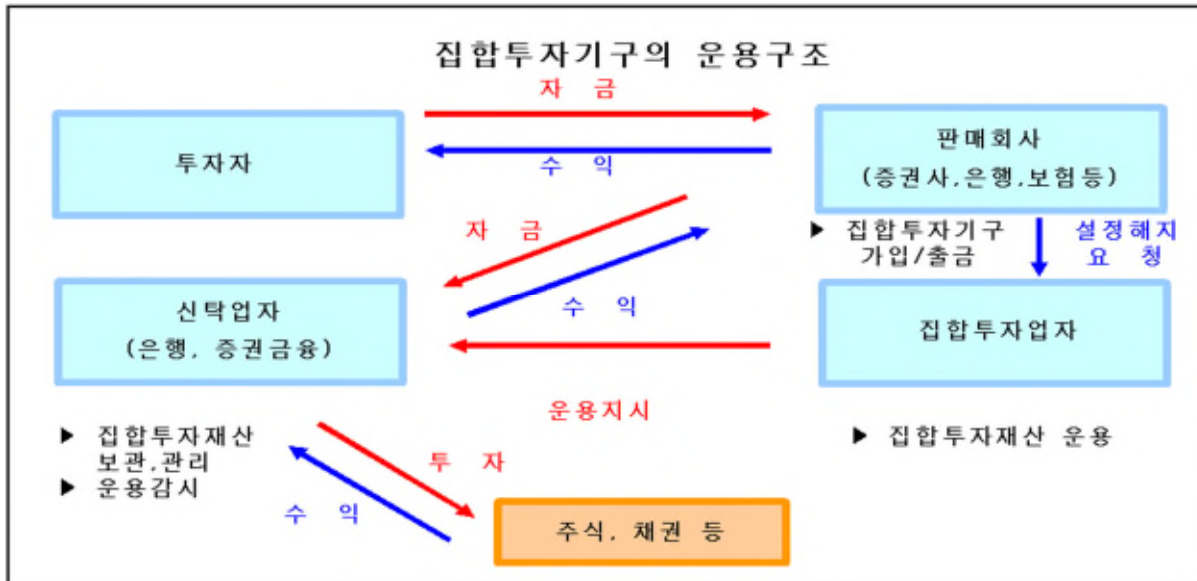 집합투자기구의 운용구조
자 금
투자자
수 익
판매회사
(증권사,은행,보험등)
자 금
▶ 집합투자기구
가입/출금
설정해지
요 청
신탁업자
(은행, 증권금융)
수 익
집합투자업자
운용지시
▶ 집합투자재산
보관,관리
▶ 운용감시
▶ 집합투자재산 운용
투 자
수 익
주식, 채권 등